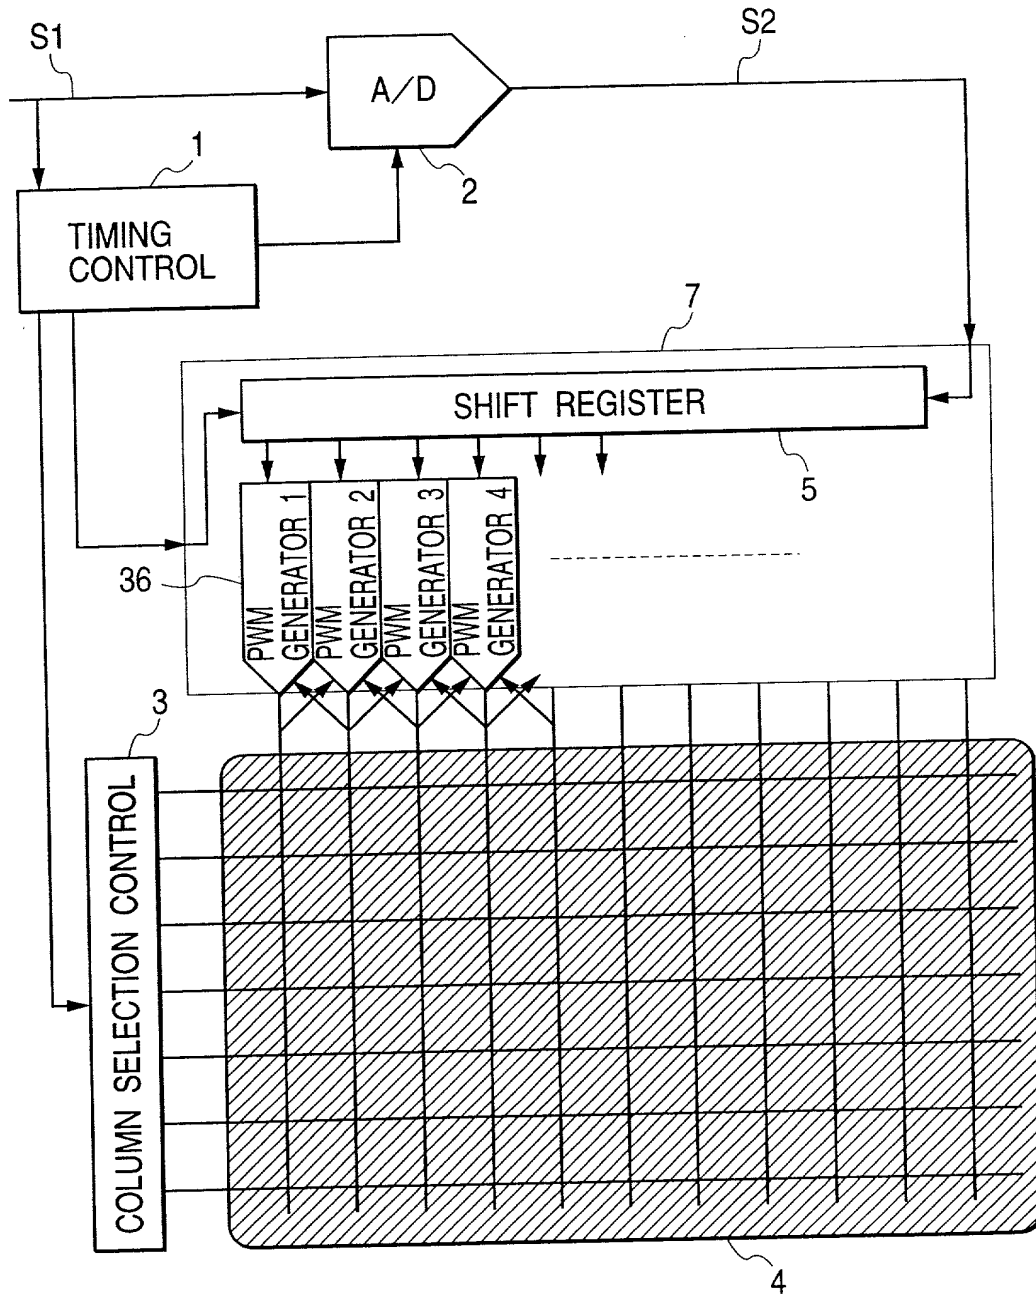 S1
S2
A/D
1
2
TIMING
CONTROL
7
SHIFT REGISTER
5
PWM
GENERATOR 1
PWM
GENERATOR 2
PWM
GENERATOR 3
PWM
GENERATOR 4
36
3
COLUMN SELECTION CONTROL
4